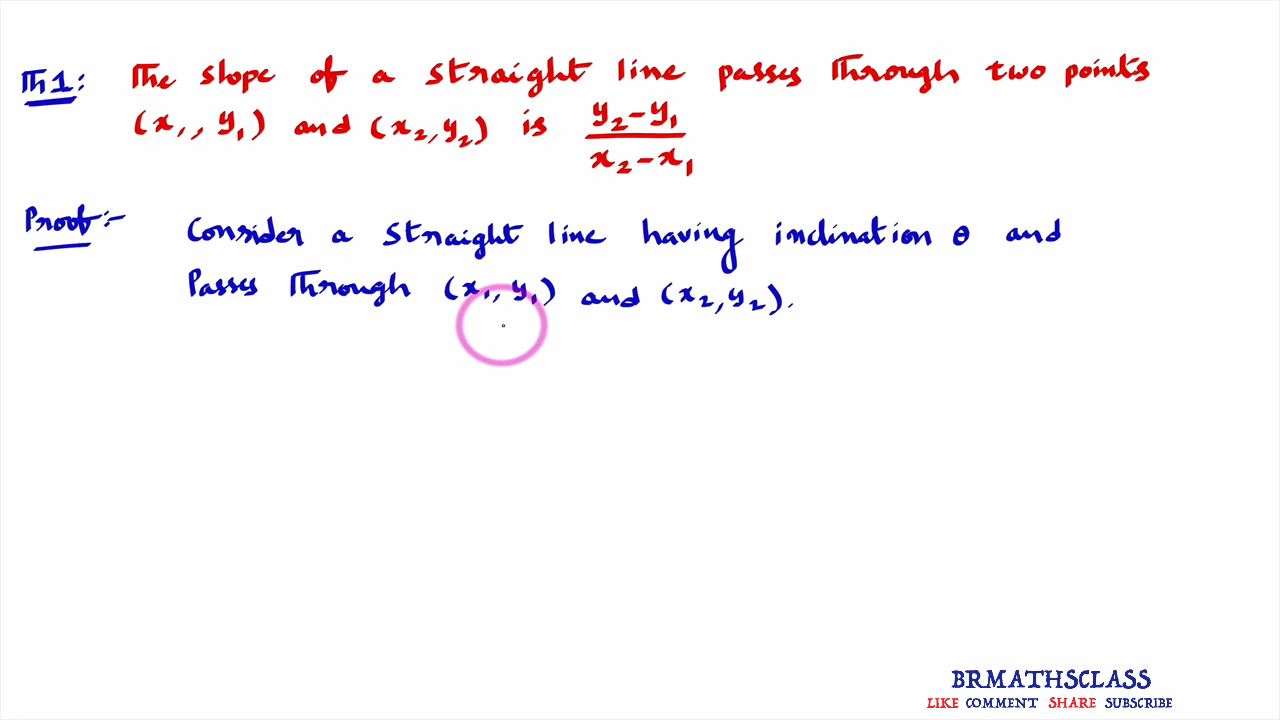 Th 1: The slope of a straight line passes through two points
(x₁, y₁) and (x₂, y₂) is y₂-y₁/x₂-x₁
Proof:- Consider a straight line having inclination θ and
Passes through (x₁, y₁) and (x₂, y₂).
BRMATHSCLASS
LIKE COMMENT SHARE SUBSCRIBE